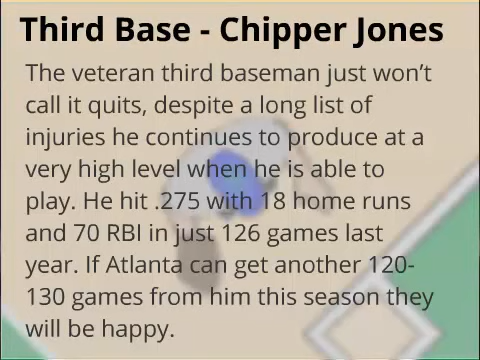 Third Base - Chipper Jones
The veteran third baseman just won’t
call it quits, despite a long list of
injuries he continues to produce at a
very high level when he is able to
play. He hit .275 with 18 home runs
and 70 RBI in just 126 games last
year. If Atlanta can get another 120-
130 games from him this season they
will be happy.